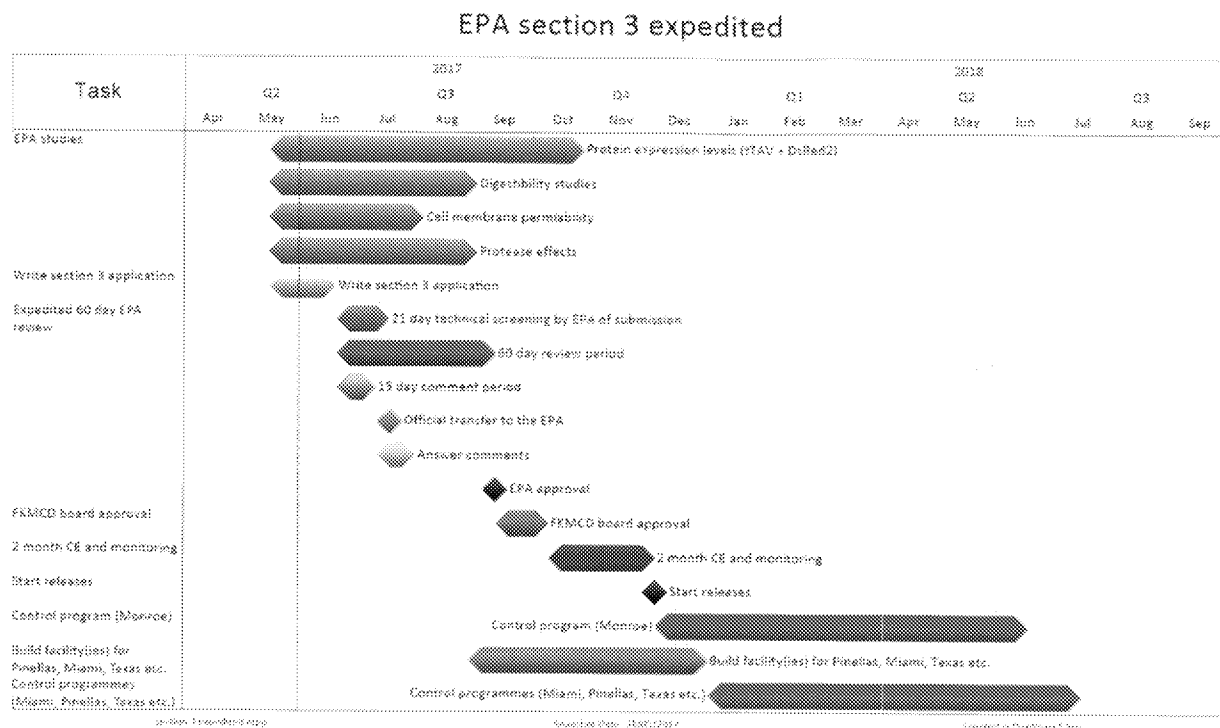 EPA section 3 expedited
Task
2017
2018
Q2
Q3
Q4
Q1
Q2
Q3
Apr May Jun Jul Aug Sep Oct Nov Dec Jan Feb Mar Apr May Jun Jul Aug Sep
EPA studies
Protein expression levels (tTAV + DsRed2)
Digestibility studies
Cell membrane permiability
Protease effects
Write section 3 application
Write section 3 application
Expedited 60 day EPA
review
21 day technical screening by EPA of submission
60 day review period
15 day comment period
Official transfer to the EPA
Answer comments
EPA approval
FKMCD board approval
FKMCD board approval
2 month CE and monitoring
2 month CE and monitoring
Start releases
Start releases
Control program (Monroe)
Control program (Monroe)
Build facility(ies) for
Pinellas, Miami, Texas etc.
Build facility(ies) for Pinellas, Miami, Texas etc.
Control programmes
(Miami, Pinellas, Texas etc.)
Control programmes (Miami, Pinellas, Texas etc.)